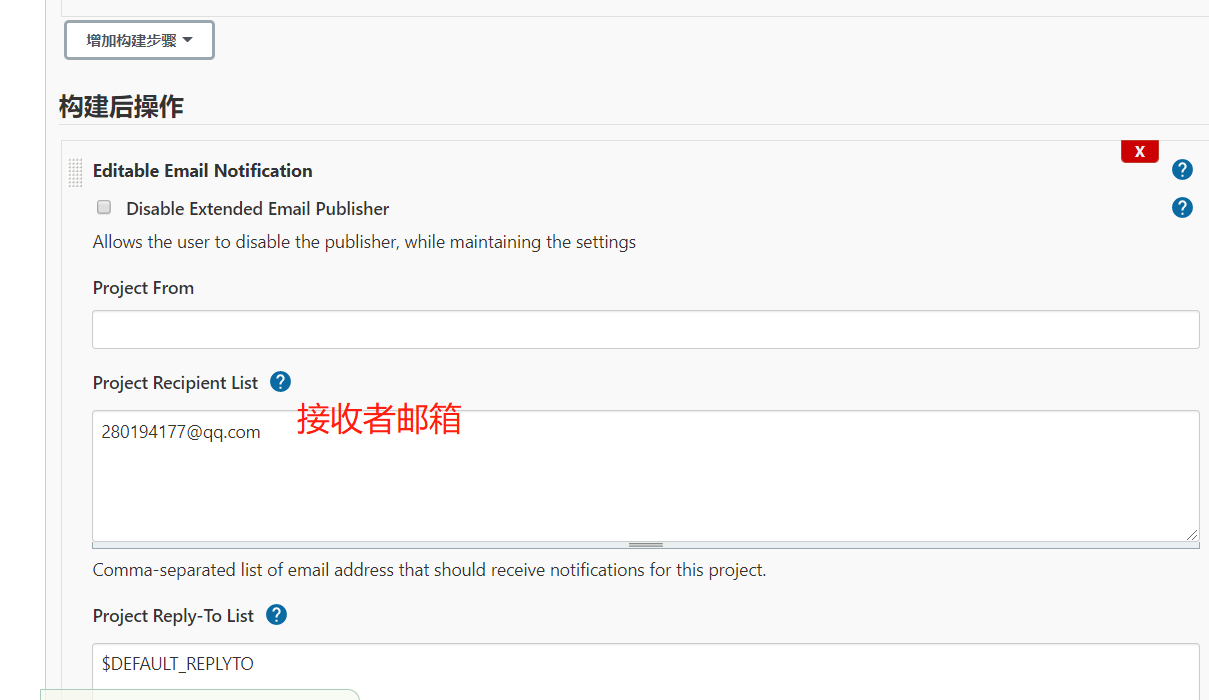 增加构建步骤
构建后操作
X
Editable Email Notification
?
Disable Extended Email Publisher
?
Allows the user to disable the publisher, while maintaining the settings
Project From
Project Recipient List ?
接收者邮箱
280194177@qq.com
Comma-separated list of email address that should receive notifications for this project.
Project Reply-To List ?
$DEFAULT_REPLYTO